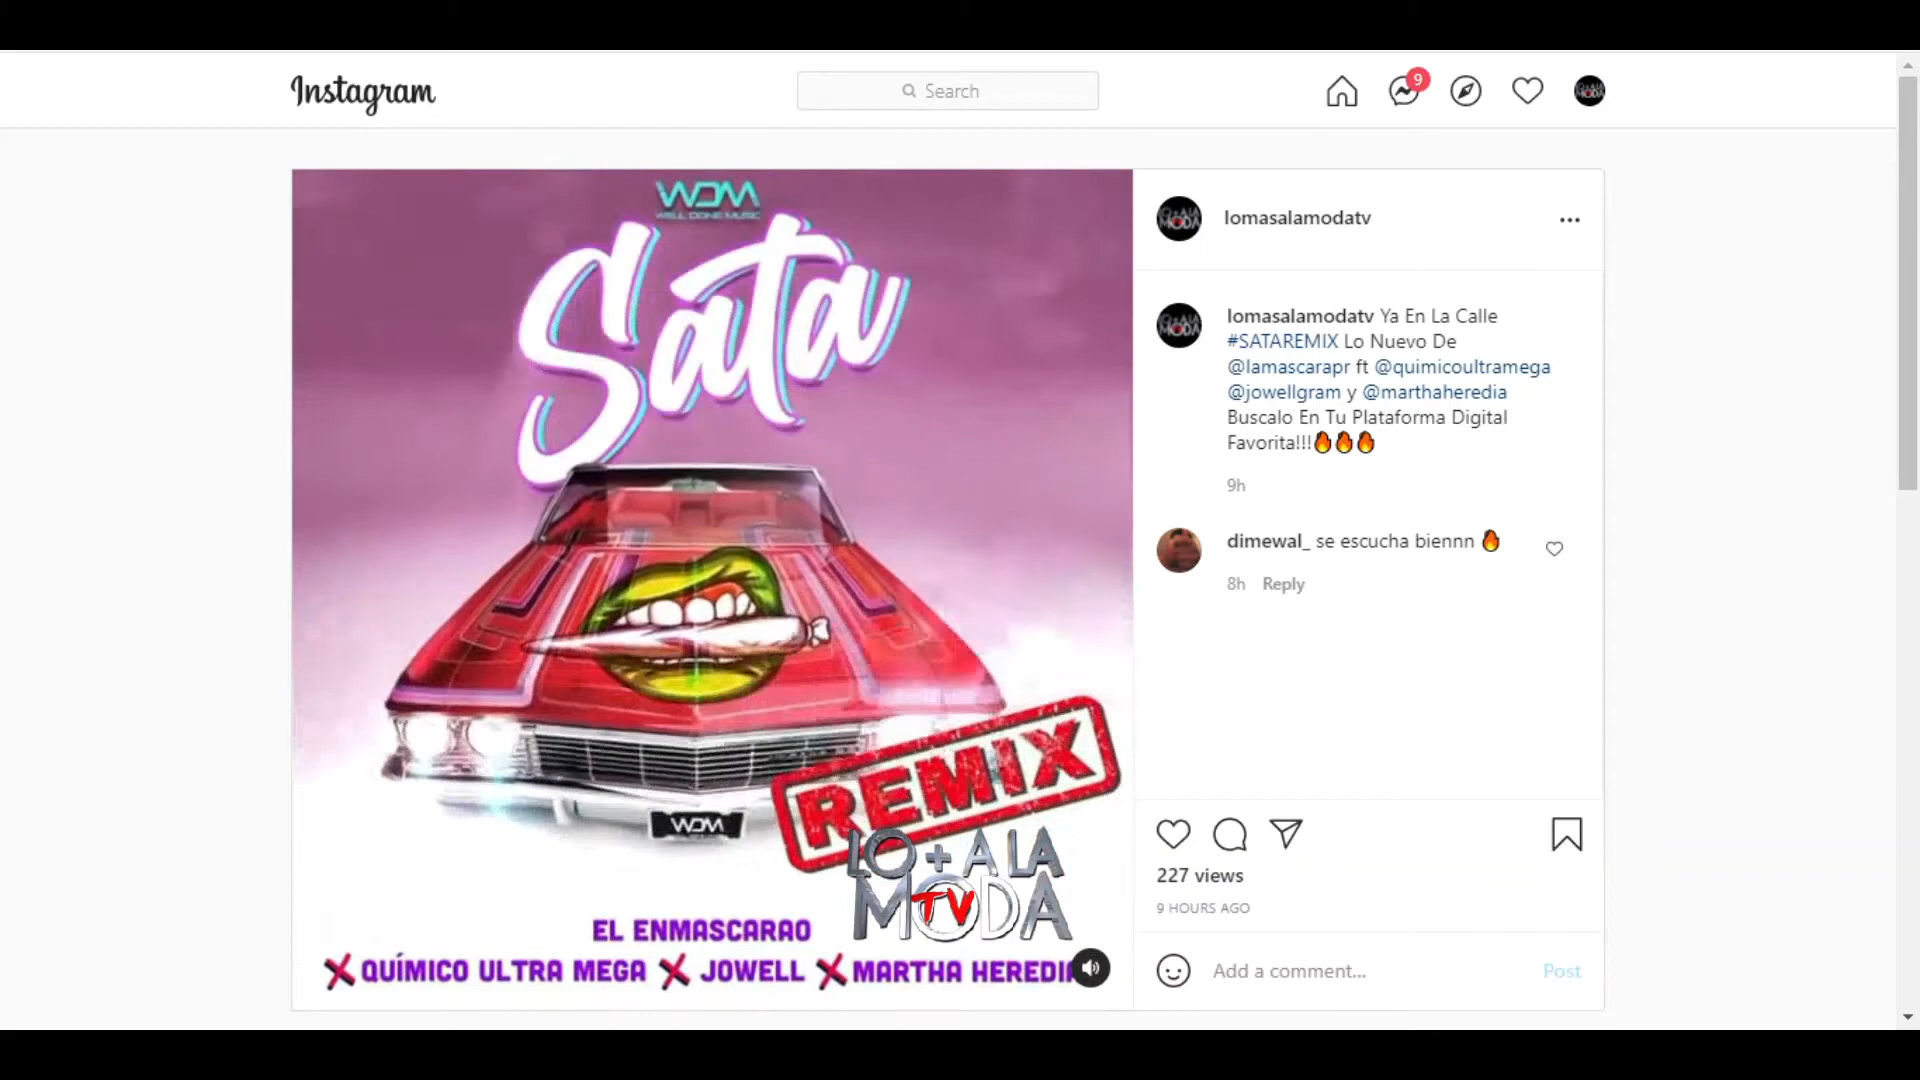 Instagram
Search
9
WDM
WELL DONE MUSIC
Sata
WDM
REMIX
LO + A LA
MODA
TV
EL ENMASCARAO
X QUÍMICO ULTRA MEGA X JOWELL X MARTHA HEREDIA
lomasalamodatv
lomasalamodatv Ya En La Calle
#SATAREMIX Lo Nuevo De
@lamascarapr ft @quimicoultramega
@jowellgram y @marthaheredia
Buscalo En Tu Plataforma Digital
Favorita!!!🔥🔥🔥
9h
dimewal_ se escucha biennn 🔥
8h Reply
227 views
9 HOURS AGO
Add a comment...
Post